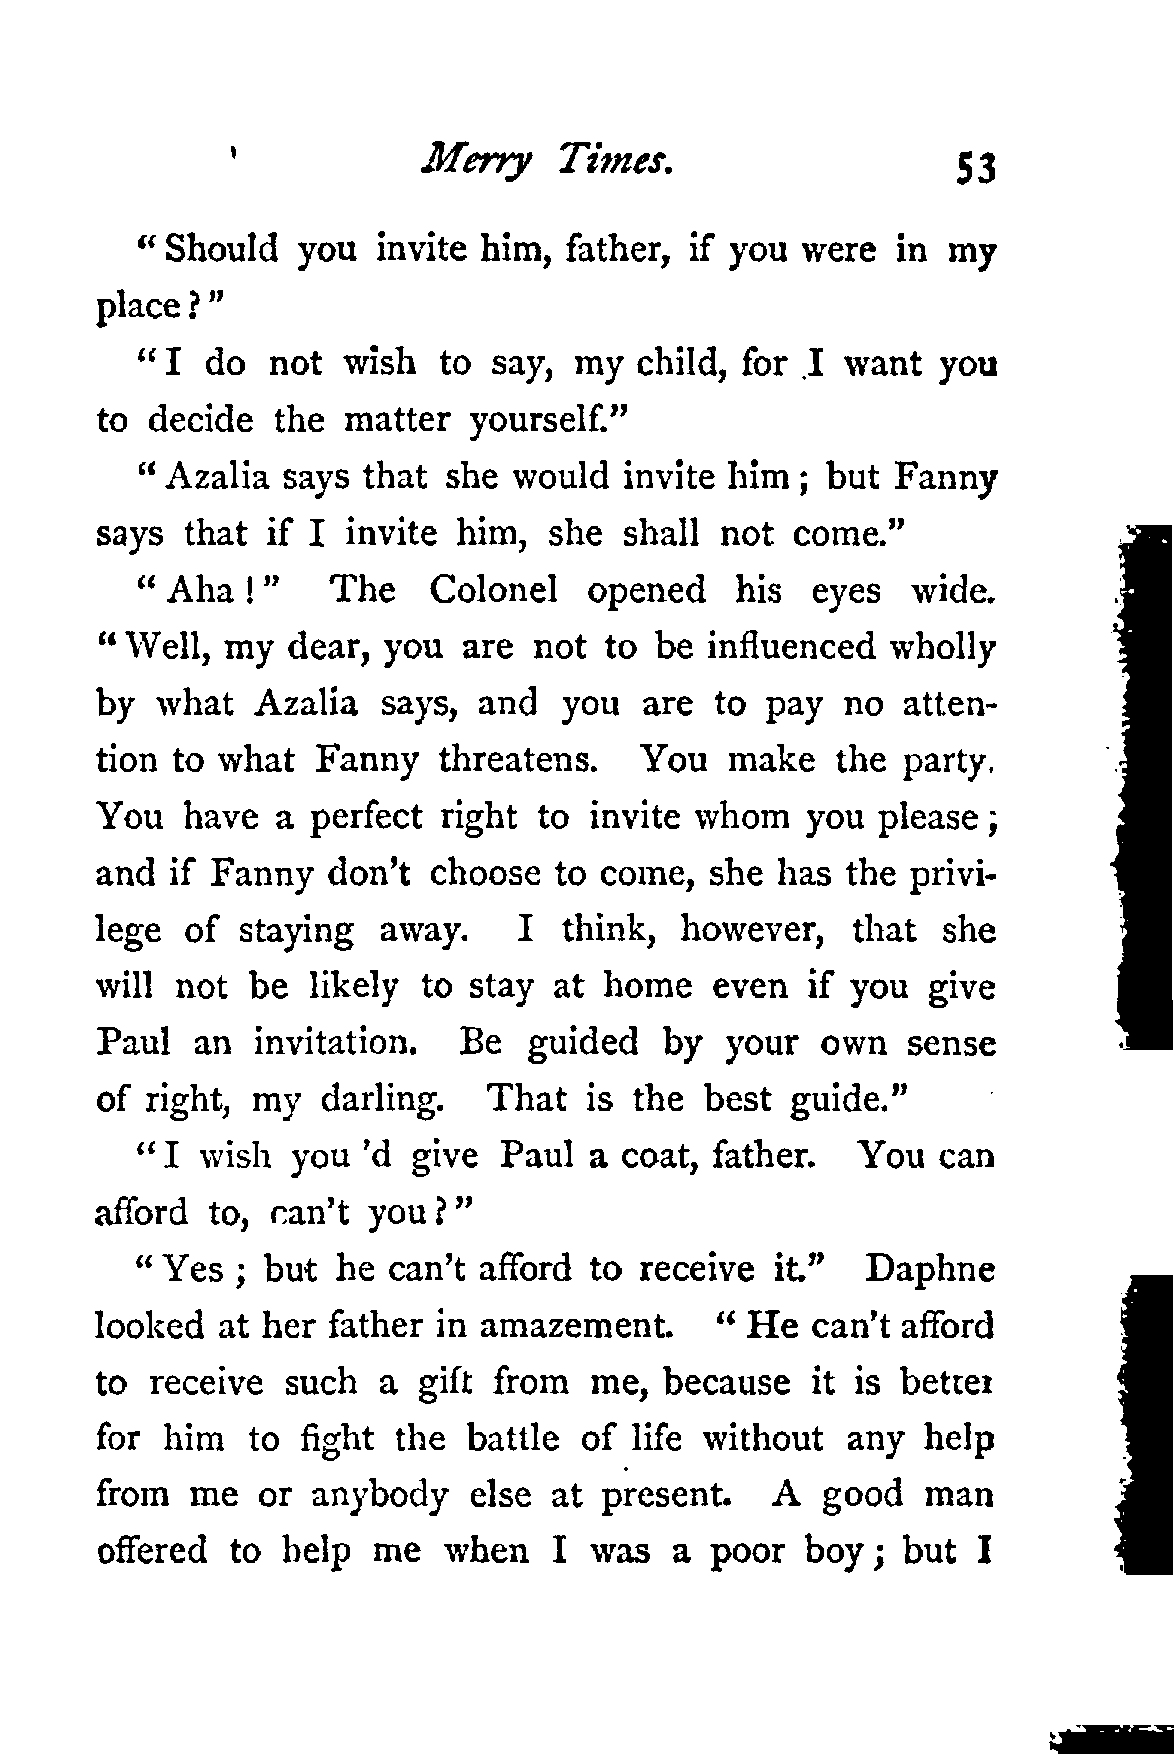 Merry Times. 53
“Should you invite him, father, if you were in my
place?”
“I do not wish to say, my child, for I want you
to decide the matter yourself.”
“Azalia says that she would invite him; but Fanny
says that if I invite him, she shall not come.”
“Aha!” The Colonel opened his eyes wide.
“Well, my dear, you are not to be influenced wholly
by what Azalia says, and you are to pay no atten-
tion to what Fanny threatens. You make the party.
You have a perfect right to invite whom you please;
and if Fanny don't choose to come, she has the privi-
lege of staying away. I think, however, that she
will not be likely to stay at home even if you give
Paul an invitation. Be guided by your own sense
of right, my darling. That is the best guide.”
“I wish you 'd give Paul a coat, father. You can
afford to, can't you?”
“Yes; but he can't afford to receive it.” Daphne
looked at her father in amazement. “He can't afford
to receive such a gift from me, because it is better
for him to fight the battle of life without any help
from me or anybody else at present. A good man
offered to help me when I was a poor boy; but I